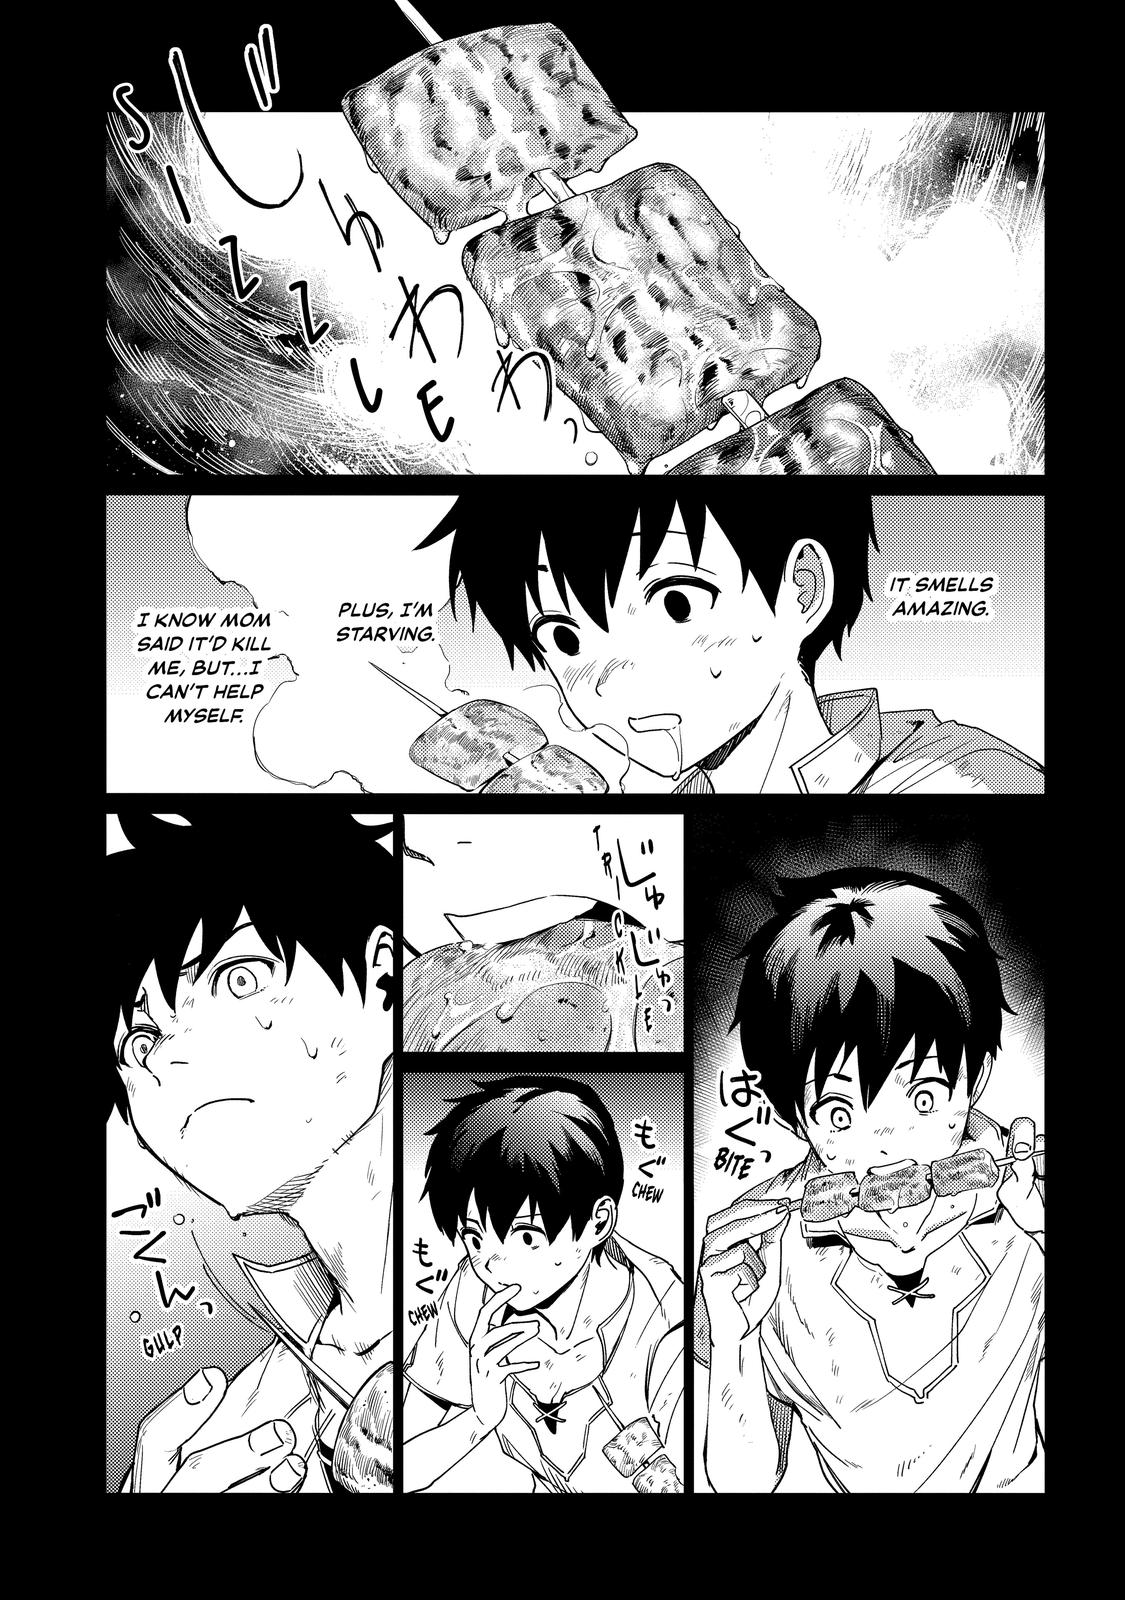 じゅわわっ
SIZZLE
IT SMELLS
AMAZING.
PLUS, I'M
STARVING.
I KNOW MOM
SAID IT'D KILL
ME, BUT...I
CAN'T HELP
MYSELF.
はぐっ
BITE
じゅじゅっ
TRICKLE
もぐ
CHEW
もぐ
CHEW
ごくんっ
GULP